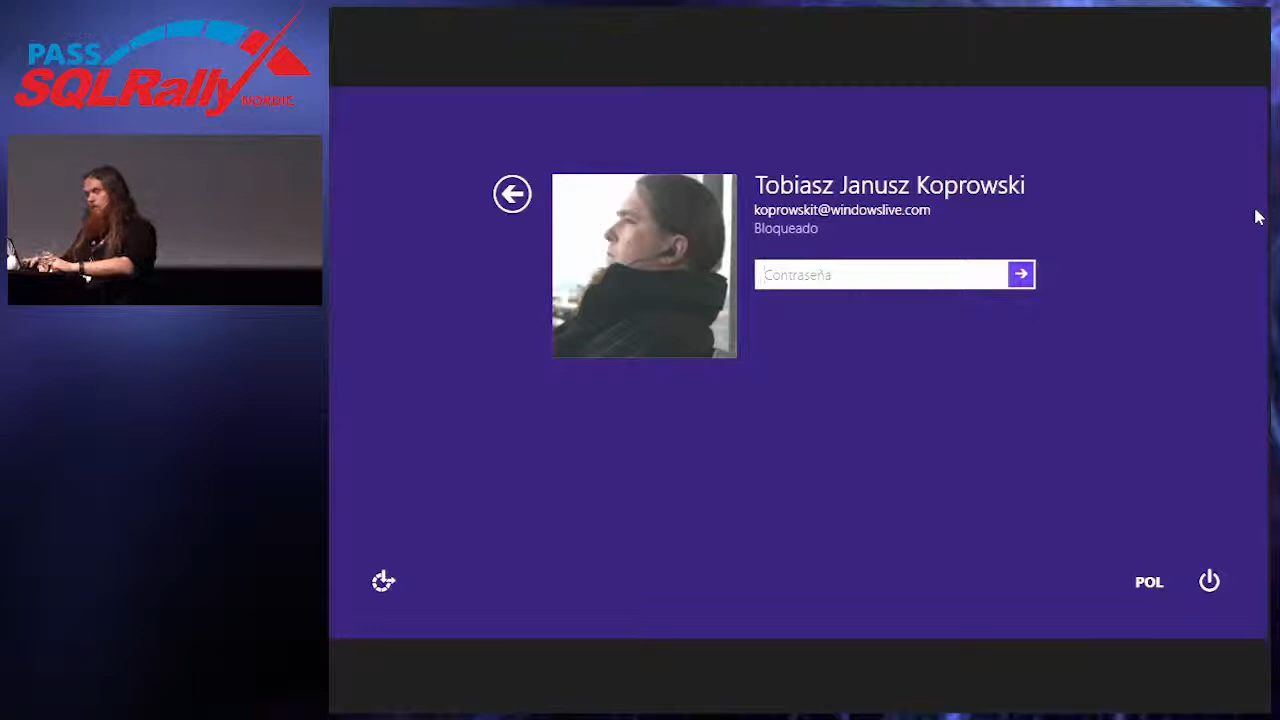 PASS
SQLRally
NORDIC
Tobiasz Janusz Koprowski
koprowskit@windowslive.com
Bloqueado
Contraseña
POL